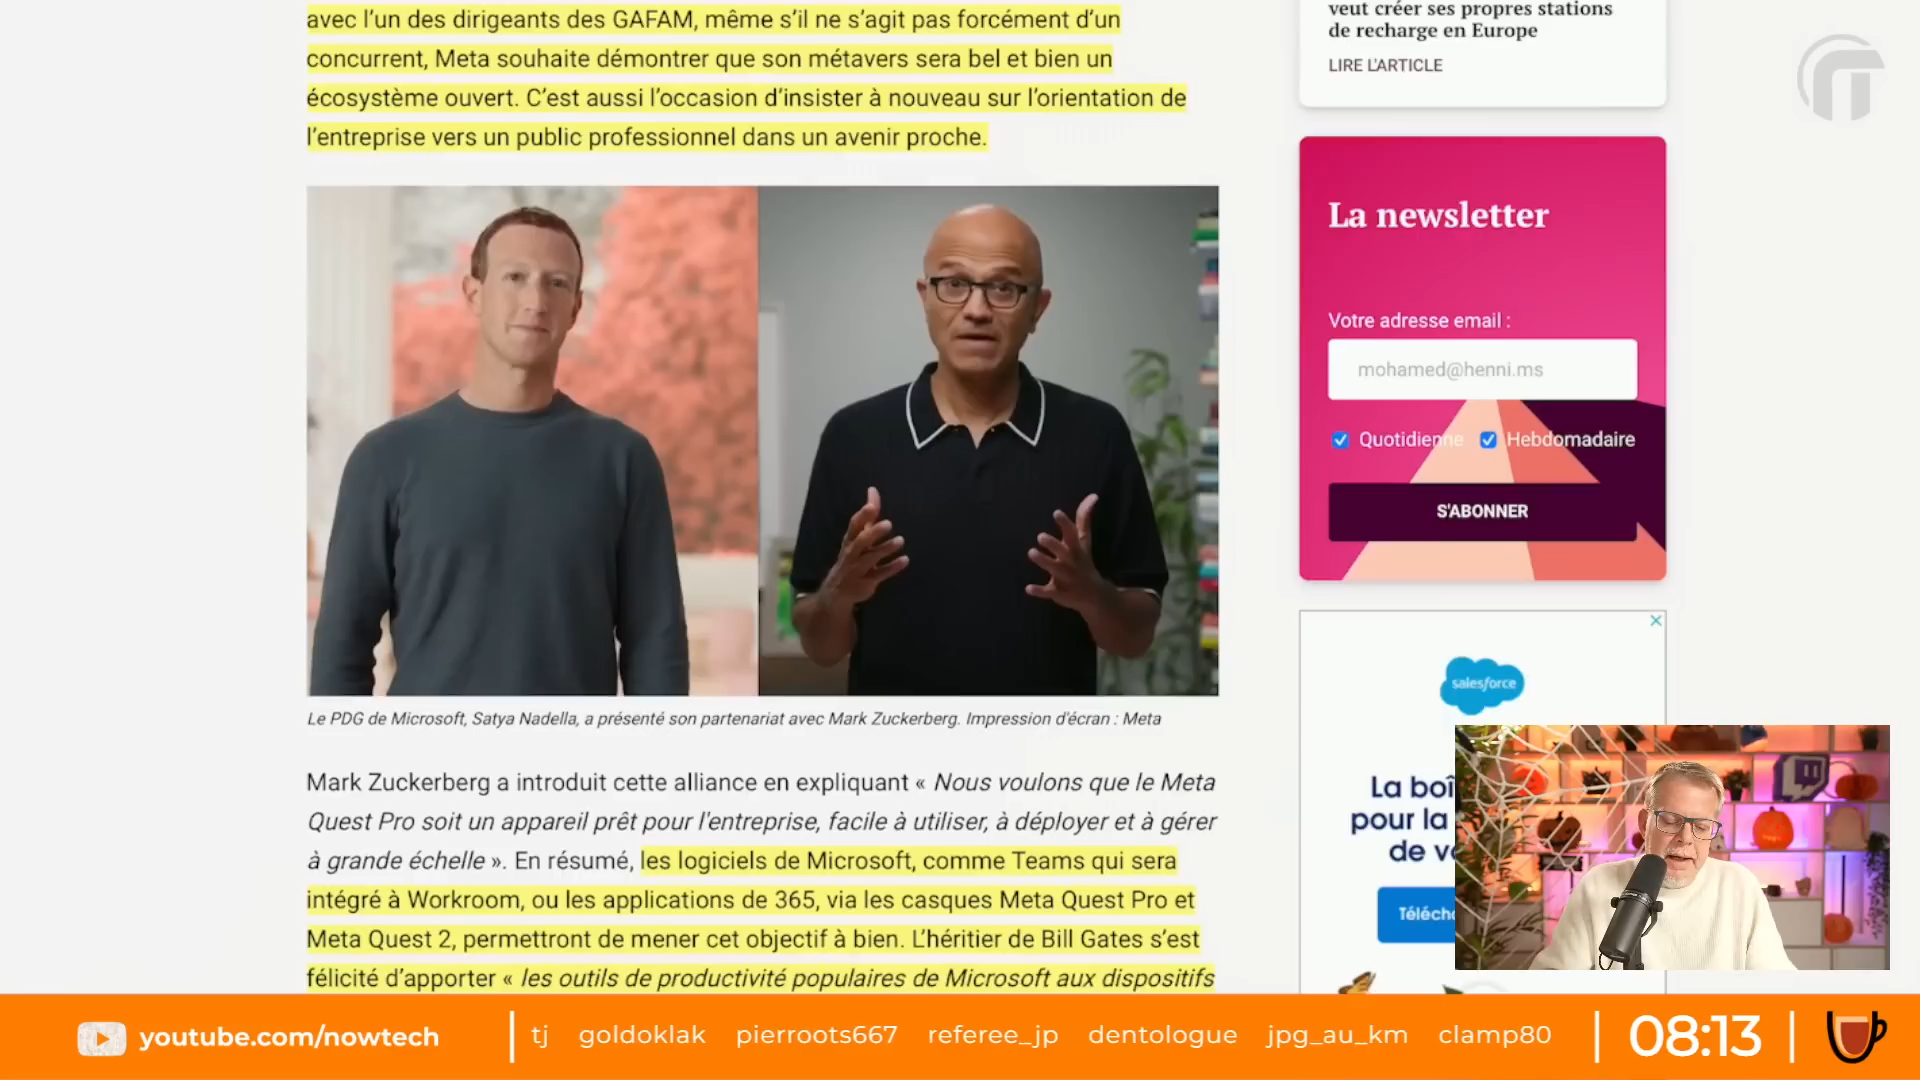 avec l’un des dirigeants des GAFAM, même s’il ne s’agit pas forcément d’un
concurrent, Meta souhaite démontrer que son métavers sera bel et bien un
écosystème ouvert. C’est aussi l’occasion d’insister à nouveau sur l’orientation de
l’entreprise vers un public professionnel dans un avenir proche.
Le PDG de Microsoft, Satya Nadella, a présenté son partenariat avec Mark Zuckerberg. Impression d'écran : Meta
Mark Zuckerberg a introduit cette alliance en expliquant « Nous voulons que le Meta
Quest Pro soit un appareil prêt pour l'entreprise, facile à utiliser, à déployer et à gérer
à grande échelle ». En résumé, les logiciels de Microsoft, comme Teams qui sera
intégré à Workroom, ou les applications de 365, via les casques Meta Quest Pro et
Meta Quest 2, permettront de mener cet objectif à bien. L’héritier de Bill Gates s’est
félicité d’apporter « les outils de productivité populaires de Microsoft aux dispositifs
veut créer ses propres stations
de recharge en Europe
LIRE L'ARTICLE
La newsletter
Votre adresse email :
mohamed@henni.ms
Quotidienne Hebdomadaire
S'ABONNER
salesforce
La boî
pour la
de v
Télécha
youtube.com/nowtech
tj goldoklak pierroots667 referee_jp dentologue jpg_au_km clamp80
08:13